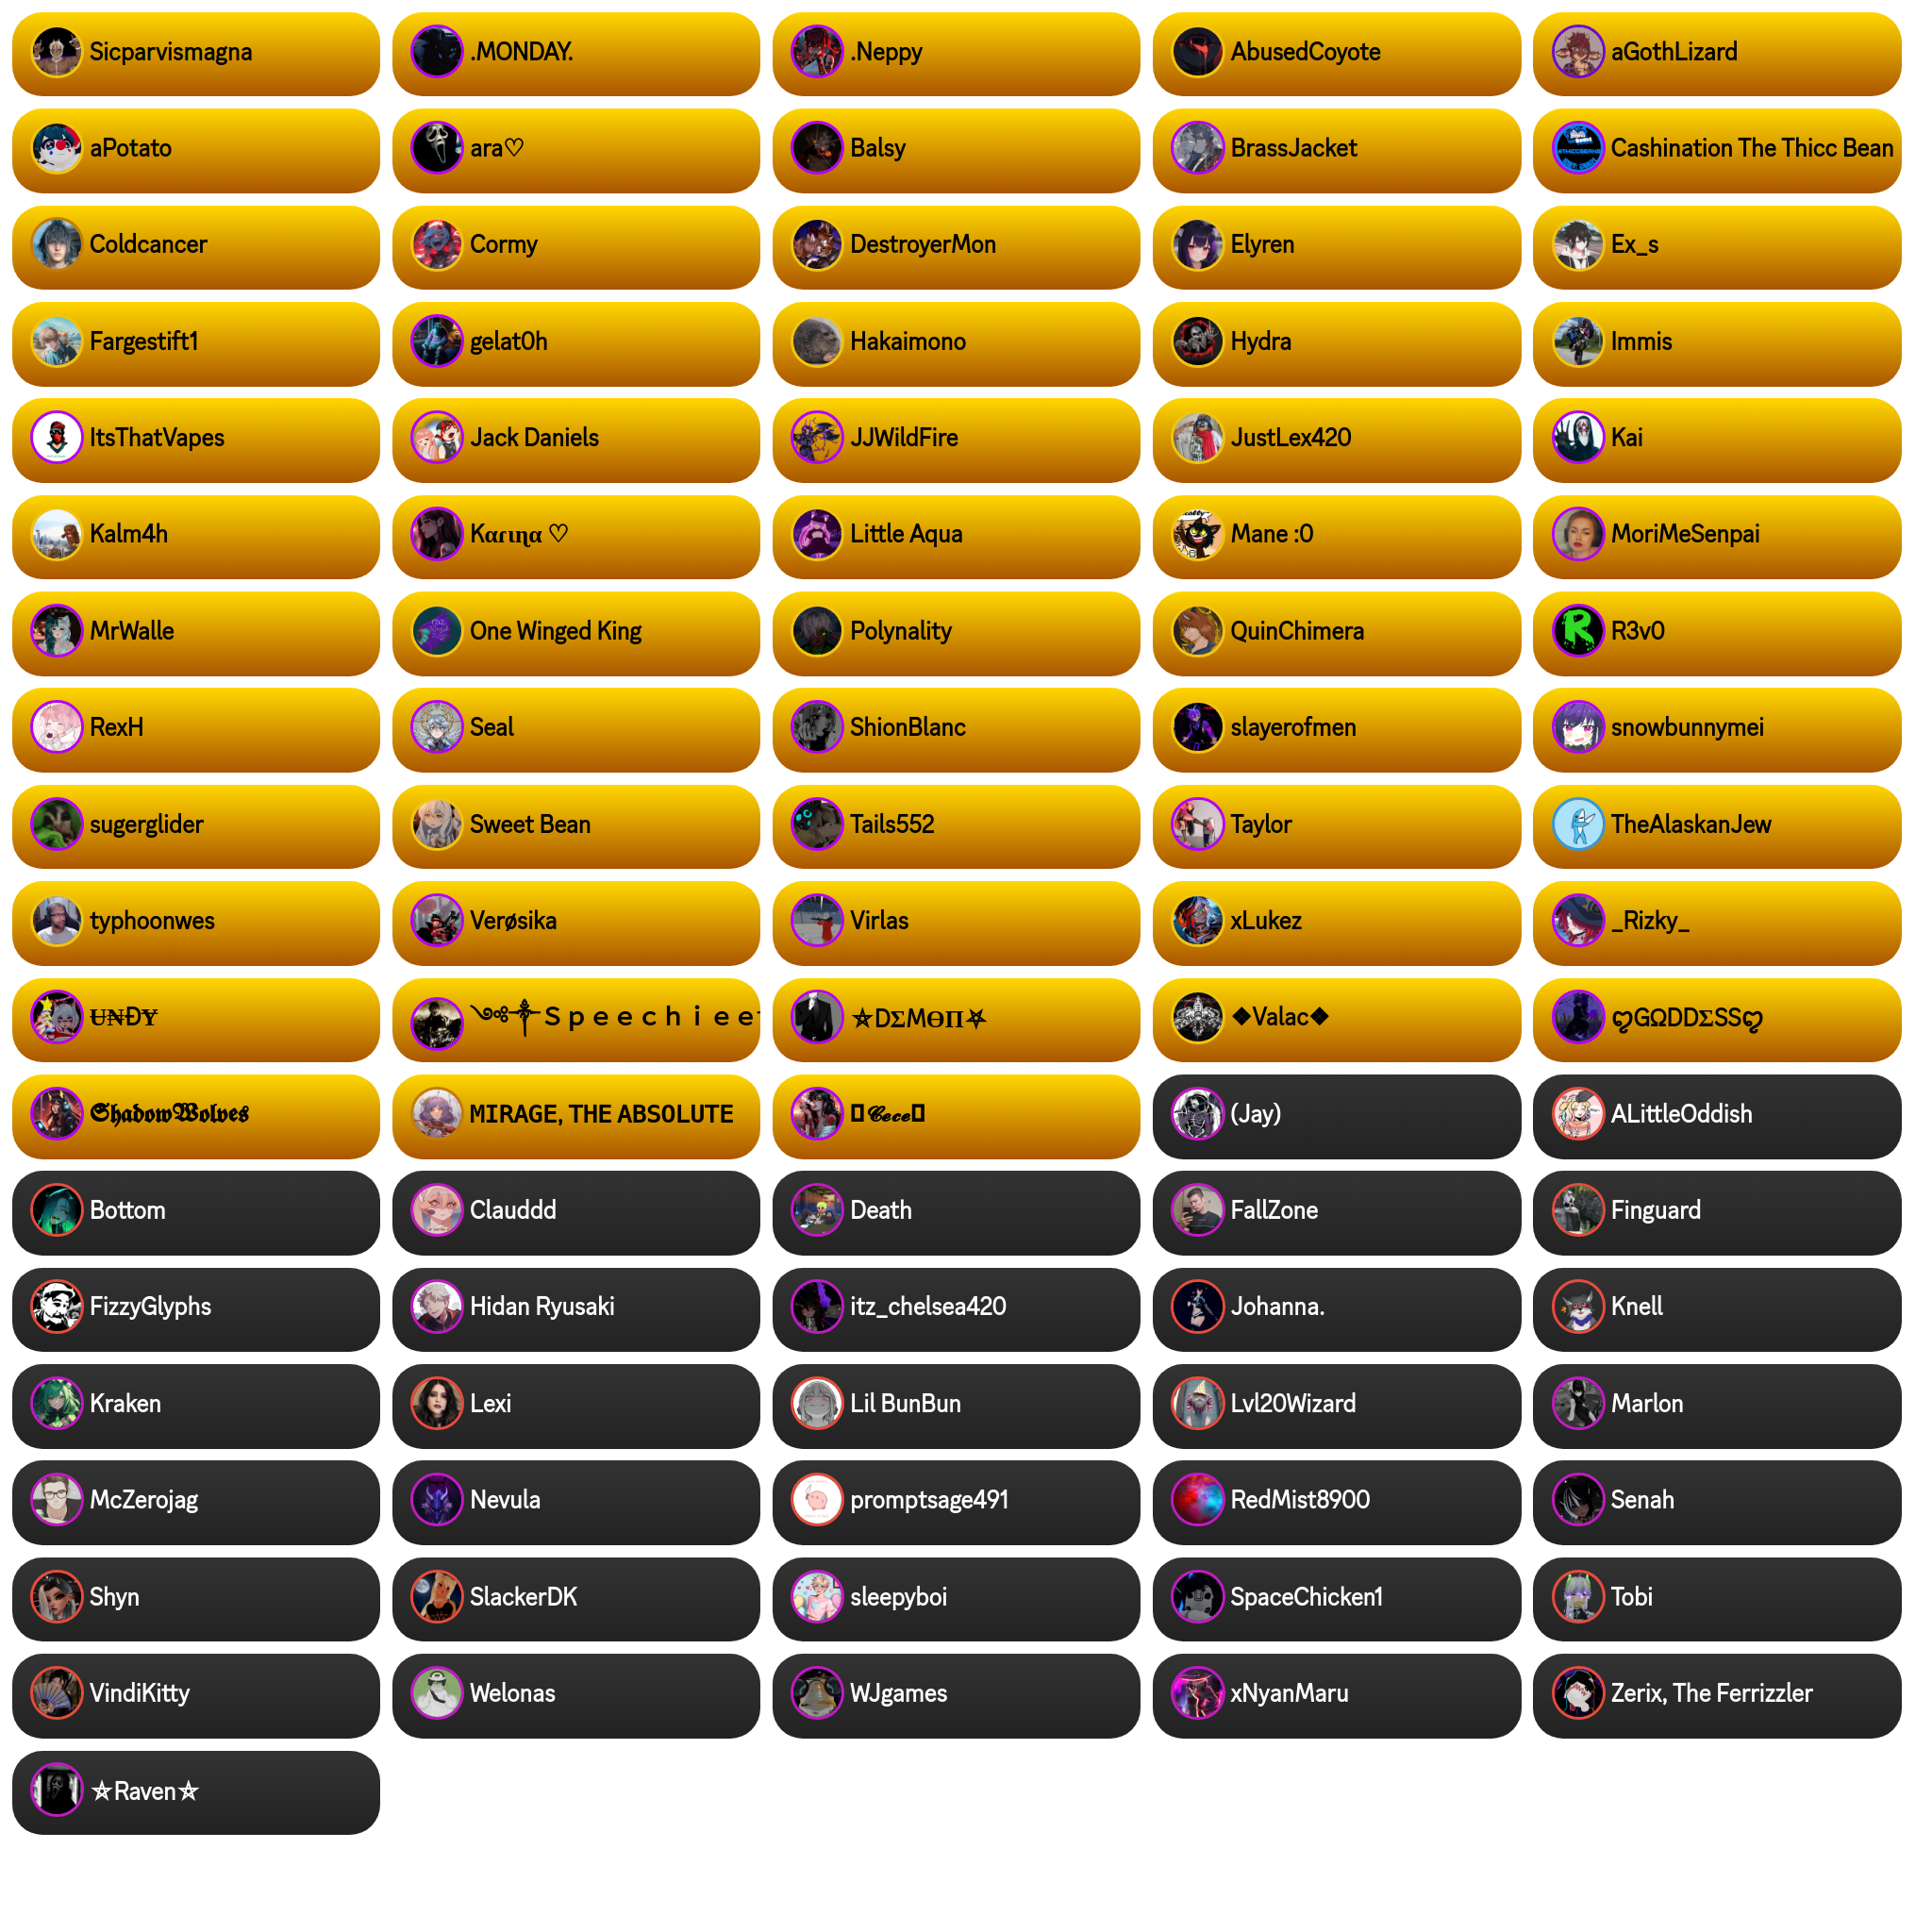 Sicparvismagna
.MONDAY.
.Neppy
AbusedCoyote
aGothLizard
aPotato
ara♡
Balsy
BrassJacket
Cashination The Thicc Bean
Coldcancer
Cormy
DestroyerMon
Elyren
Ex_s
Fargestift1
gelat0h
Hakaimono
Hydra
Immis
ItsThatVapes
Jack Daniels
JJWildFire
JustLex420
Kai
Kalm4h
Kαɾιɳα ♡
Little Aqua
Mane :0
MoriMeSenpai
MrWalle
One Winged King
Polynality
QuinChimera
R3v0
RexH
Seal
ShionBlanc
slayerofmen
snowbunnymei
sugerglider
Sweet Bean
Tails552
Taylor
TheAlaskanJew
typhoonwes
Verøsika
Virlas
xLukez
_Rizky_
U̶N̶ĐY̶
༺༒Ｓｐｅｅｃｈｉｅｅ
⛤DΣMӨП⛧
❖Valac❖
ღGΩDDΣSSღ
𝕾𝖍𝖆𝖉𝖔𝖜𝖂𝖔𝖑𝖛𝖊𝖘
MIRAGE, THE ABSOLUTE
𝓒𝓮𝓬𝓮
(Jay)
ALittleOddish
Bottom
Clauddd
Death
FallZone
Finguard
FizzyGlyphs
Hidan Ryusaki
itz_chelsea420
Johanna.
Knell
Kraken
Lexi
Lil BunBun
Lvl20Wizard
Marlon
McZerojag
Nevula
promptsage491
RedMist8900
Senah
Shyn
SlackerDK
sleepyboi
SpaceChicken1
Tobi
VindiKitty
Welonas
WJgames
xNyanMaru
Zerix, The Ferrizzler
⛤Raven⛤